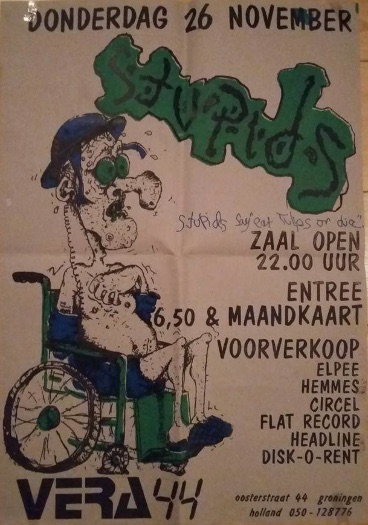 DONDERDAG 26 NOVEMBER
Stupids
Stupids say "eat Tulips or die".
ZAAL OPEN
22.00 UUR
ENTREE
6,50 & MAANDKAART
VOORVERKOOP
ELPEE
HEMMES
CIRCEL
FLAT RECORD
HEADLINE
DISK-O-RENT
VERA 44
oosterstraat 44 groningen
holland 050-128776